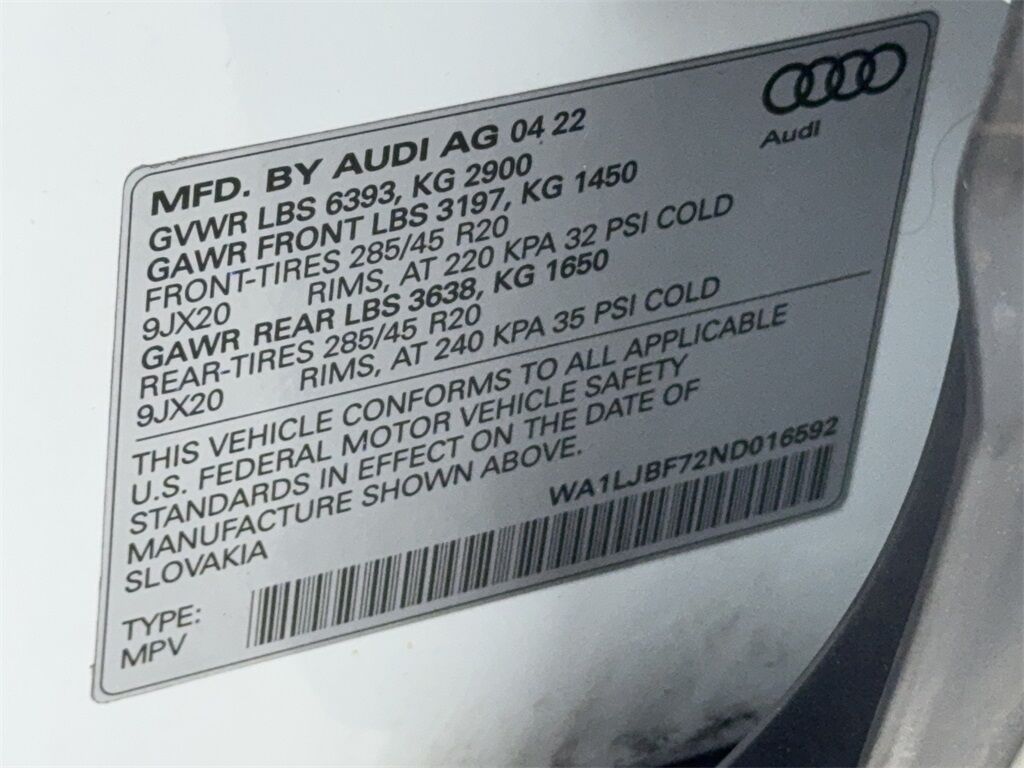 Audi
MFD. BY AUDI AG 04 22
GVWR LBS 6393, KG 2900
GAWR FRONT LBS 3197, KG 1450
FRONT-TIRES 285/45 R20
9JX20 RIMS, AT 220 KPA 32 PSI COLD
GAWR REAR LBS 3638, KG 1650
REAR-TIRES 285/45 R20
9JX20 RIMS, AT 240 KPA 35 PSI COLD
THIS VEHICLE CONFORMS TO ALL APPLICABLE
U.S. FEDERAL MOTOR VEHICLE SAFETY
STANDARDS IN EFFECT ON THE DATE OF
MANUFACTURE SHOWN ABOVE.
SLOVAKIA
WA1LJBF72ND016592
TYPE:
MPV